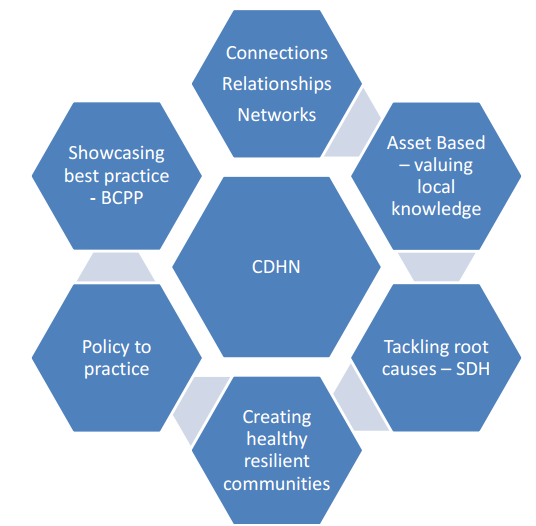 Connections
Relationships
Networks
Asset Based
– valuing
local
knowledge
Tackling root
causes – SDH
Creating
healthy
resilient
communities
Policy to
practice
Showcasing
best practice
- BCPP
CDHN